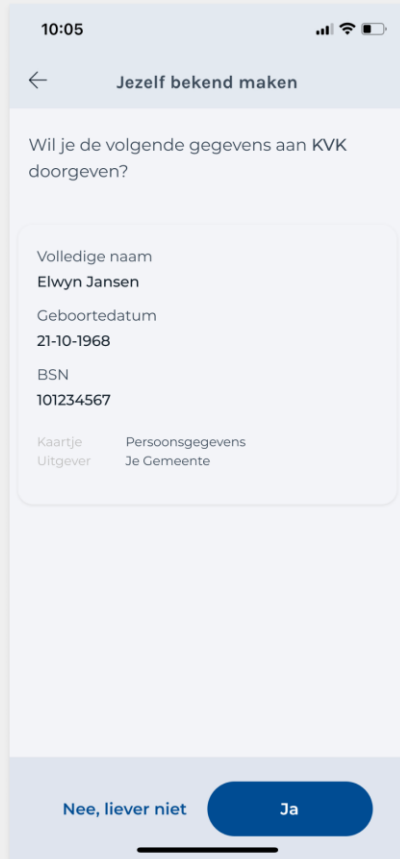 10:05
Jezelf bekend maken
Wil je de volgende gegevens aan KVK
doorgeven?
Volledige naam
Elwyn Jansen
Geboortedatum
21-10-1968
BSN
101234567
Kaartje Persoonsgegevens
Uitgever Je Gemeente
Nee, liever niet Ja